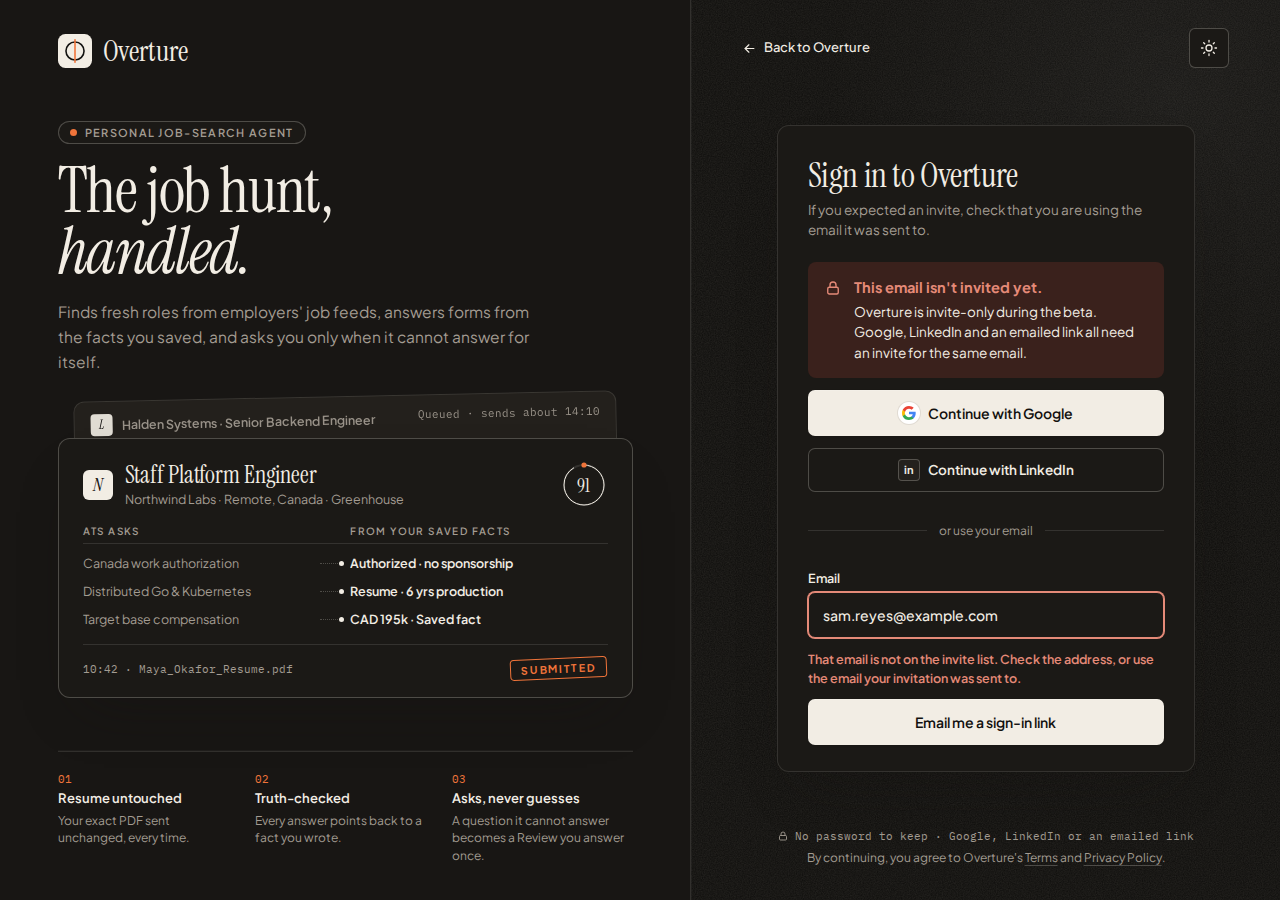 Overture
PERSONAL JOB-SEARCH AGENT
The job hunt,
handled.
Finds fresh roles from employers' job feeds, answers forms from
the facts you saved, and asks you only when it cannot answer for
itself.
L
Halden Systems · Senior Backend Engineer
Queued · sends about 14:10
N
Staff Platform Engineer
Northwind Labs · Remote, Canada · Greenhouse
91
ATS ASKS
FROM YOUR SAVED FACTS
Canada work authorization
Authorized · no sponsorship
Distributed Go & Kubernetes
Resume · 6 yrs production
Target base compensation
CAD 195k · Saved fact
10:42 · Maya_Okafor_Resume.pdf
SUBMITTED
01
Resume untouched
Your exact PDF sent
unchanged, every time.
02
Truth-checked
Every answer points back to a
fact you wrote.
03
Asks, never guesses
A question it cannot answer
becomes a Review you answer
once.
← Back to Overture
Sign in to Overture
If you expected an invite, check that you are using the
email it was sent to.
This email isn't invited yet.
Overture is invite-only during the beta.
Google, LinkedIn and an emailed link all need
an invite for the same email.
G
Continue with Google
in
Continue with LinkedIn
or use your email
Email
sam.reyes@example.com
That email is not on the invite list. Check the address, or use
the email your invitation was sent to.
Email me a sign-in link
No password to keep · Google, LinkedIn or an emailed link
By continuing, you agree to Overture's Terms and Privacy Policy.